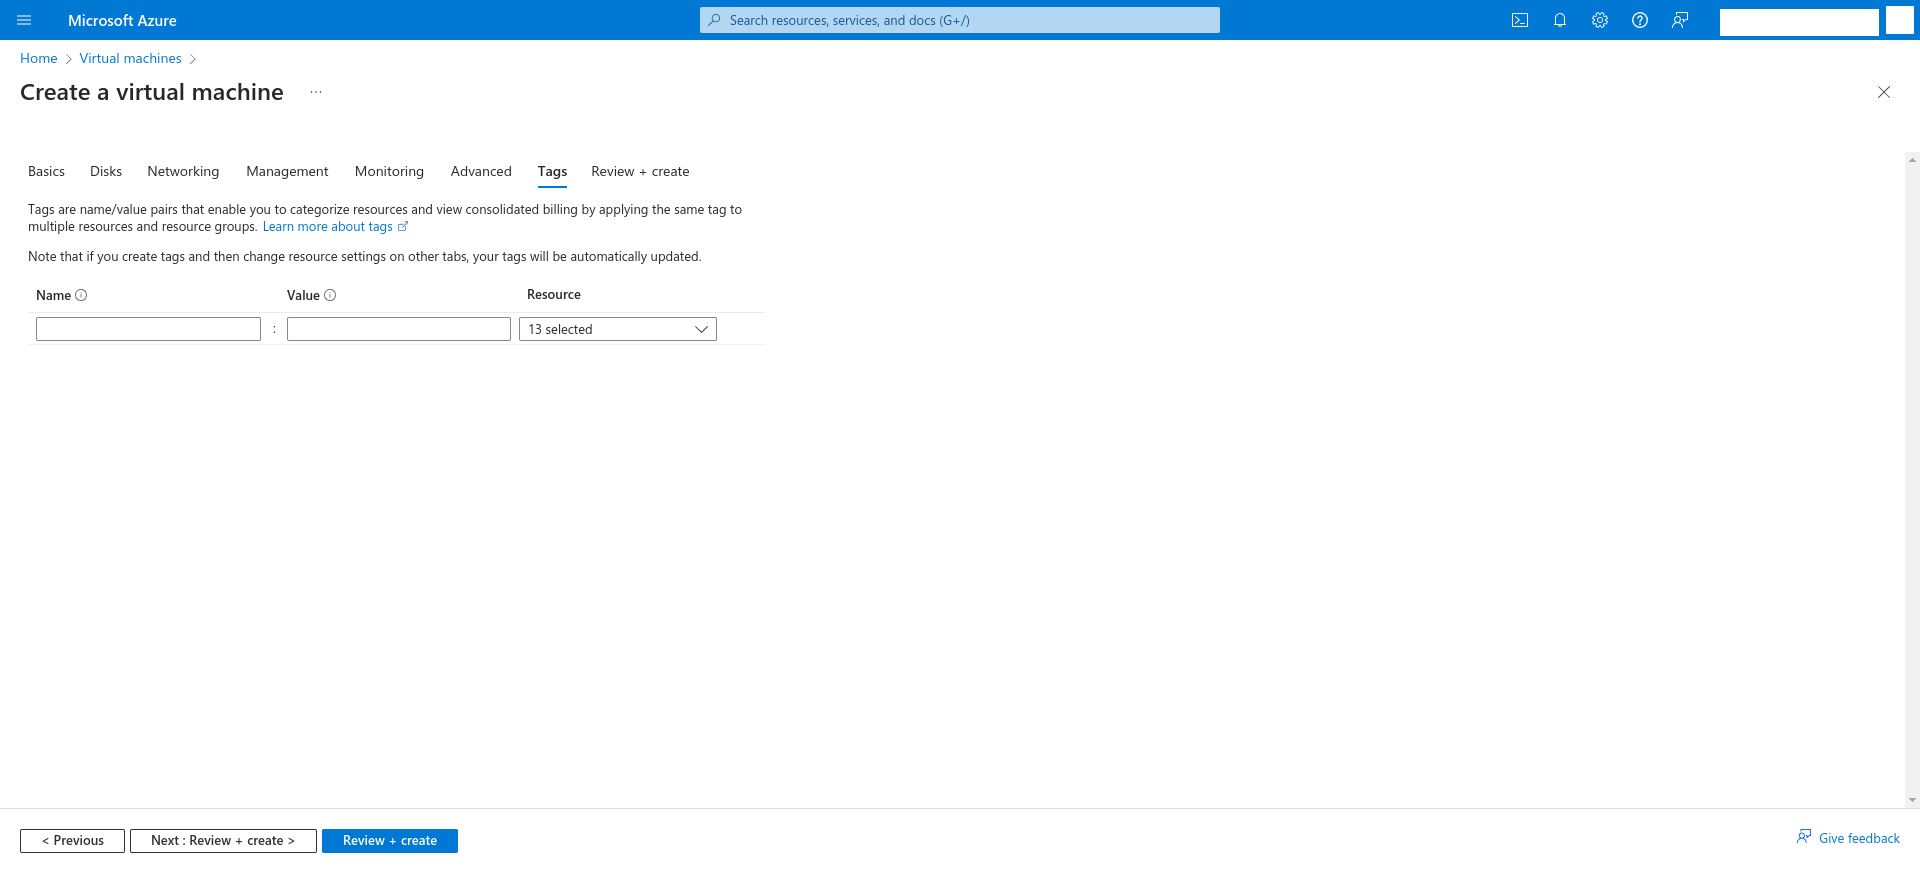 Microsoft Azure
Search resources, services, and docs (G+/)
Home > Virtual machines >
Create a virtual machine ...
Basics Disks Networking Management Monitoring Advanced Tags Review + create
Tags are name/value pairs that enable you to categorize resources and view consolidated billing by applying the same tag to
multiple resources and resource groups. Learn more about tags
Note that if you create tags and then change resource settings on other tabs, your tags will be automatically updated.
Name Value Resource
: 13 selected
< Previous Next : Review + create > Review + create Give feedback